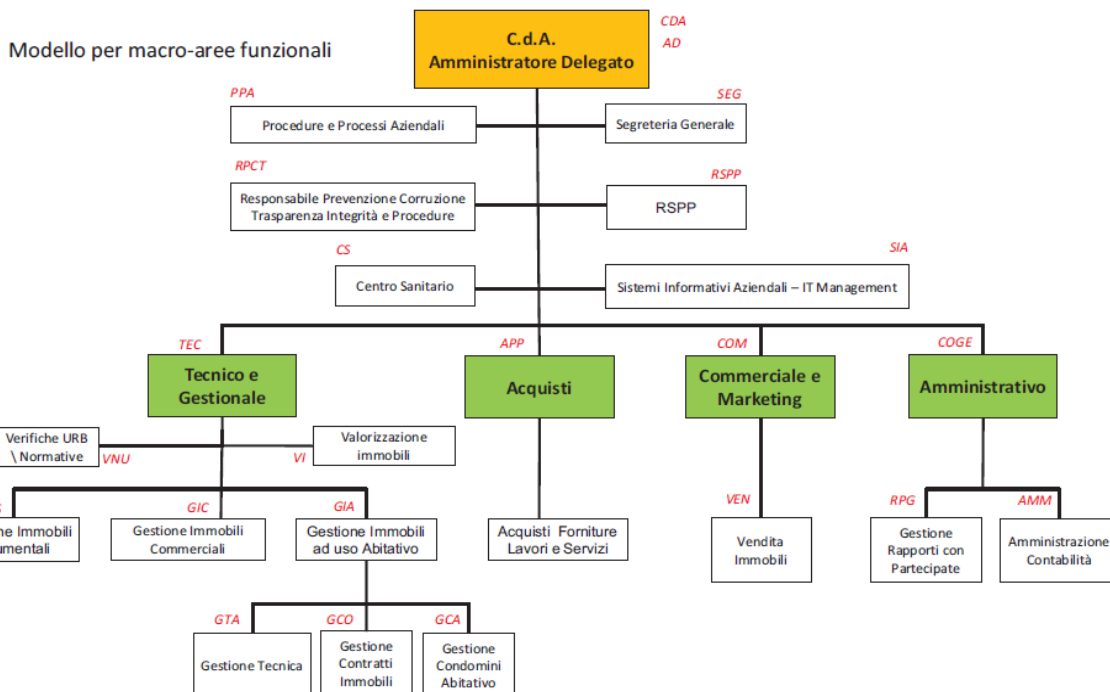 Modello per macro-aree funzionali
C.d.A.
Amministratore Delegato
CDA
AD
PPA
Procedure e Processi Aziendali
SEG
Segreteria Generale
RPCT
Responsabile Prevenzione Corruzione
Trasparenza Integrità e Procedure
RSPP
RSPP
CS
Centro Sanitario
SIA
Sistemi Informativi Aziendali – IT Management
TEC
Tecnico e
Gestionale
APP
Acquisti
COM
Commerciale e
Marketing
COGE
Amministrativo
Verifiche URB
\ Normative
VNU
VI
Valorizzazione
immobili
Immobili
GIC
Gestione Immobili
Commerciali
GIA
Gestione Immobili
ad uso Abitativo
Acquisti Forniture
Lavori e Servizi
VEN
Vendita
Immobili
RPG
Gestione
Rapporti con
Partecipate
AMM
Amministrazione
Contabilità
GTA
Gestione Tecnica
GCO
Gestione
Contratti
Immobili
GCA
Gestione
Condomini
Abitativo